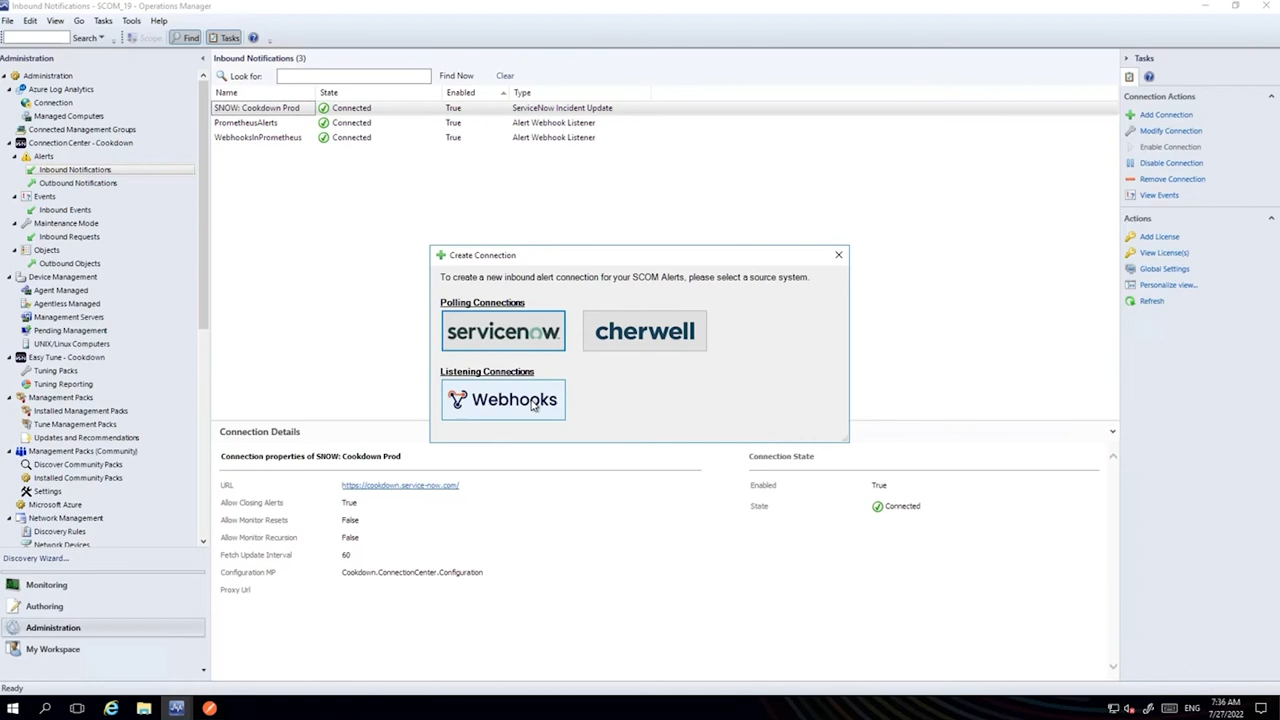 Inbound Notifications - SCOM_19 - Operations Manager
File Edit View Go Tasks Tools Help
Search Scope Find Tasks
Administration
Administration
Azure Log Analytics
Connection
Managed Computers
Connected Management Groups
Connection Center - Cookdown
Alerts
Inbound Notifications
Outbound Notifications
Events
Inbound Events
Maintenance Mode
Inbound Requests
Objects
Outbound Objects
Device Management
Agent Managed
Agentless Managed
Management Servers
Pending Management
UNIX/Linux Computers
Easy Tune - Cookdown
Tuning Packs
Tuning Reporting
Management Packs
Installed Management Packs
Tune Management Packs
Updates and Recommendations
Management Packs (Community)
Discover Community Packs
Installed Community Packs
Settings
Microsoft Azure
Network Management
Discovery Rules
Network Devices
Discovery Wizard...
Monitoring
Authoring
Administration
My Workspace
Inbound Notifications (3)
Look for: Find Now Clear
Name State Enabled Type
SNOW: Cookdown Prod Connected True ServiceNow Incident Update
PrometheusAlerts Connected True Alert Webhook Listener
WebhooksInPrometheus Connected True Alert Webhook Listener
Create Connection
To create a new inbound alert connection for your SCOM Alerts, please select a source system.
Polling Connections
servicenow cherwell
Listening Connections
Webhooks
Connection Details
Connection properties of SNOW: Cookdown Prod
URL https://cookdown.service-now.com/
Allow Closing Alerts True
Allow Monitor Resets False
Allow Monitor Recursion False
Fetch Update Interval 60
Configuration MP Cookdown.ConnectionCenter.Configuration
Proxy Url
Connection State
Enabled True
State Connected
Tasks
Connection Actions
Add Connection
Modify Connection
Enable Connection
Disable Connection
Remove Connection
View Events
Actions
Add License
View License(s)
Global Settings
Personalize view...
Refresh
Ready
ENG
7:36 AM
7/27/2022